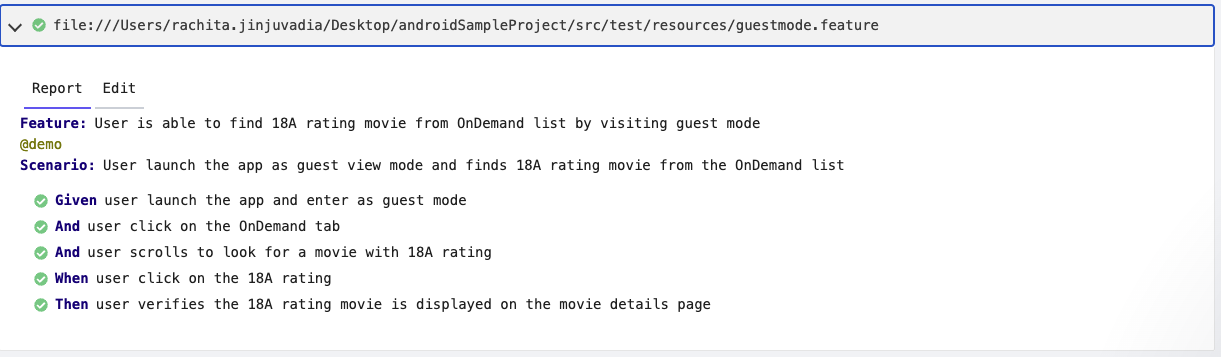 file:///Users/rachita.jinjuvadia/Desktop/androidSampleProject/src/test/resources/guestmode.feature
Report Edit
Feature: User is able to find 18A rating movie from OnDemand list by visiting guest mode
@demo
Scenario: User launch the app as guest view mode and finds 18A rating movie from the OnDemand list
Given user launch the app and enter as guest mode
And user click on the OnDemand tab
And user scrolls to look for a movie with 18A rating
When user click on the 18A rating
Then user verifies the 18A rating movie is displayed on the movie details page